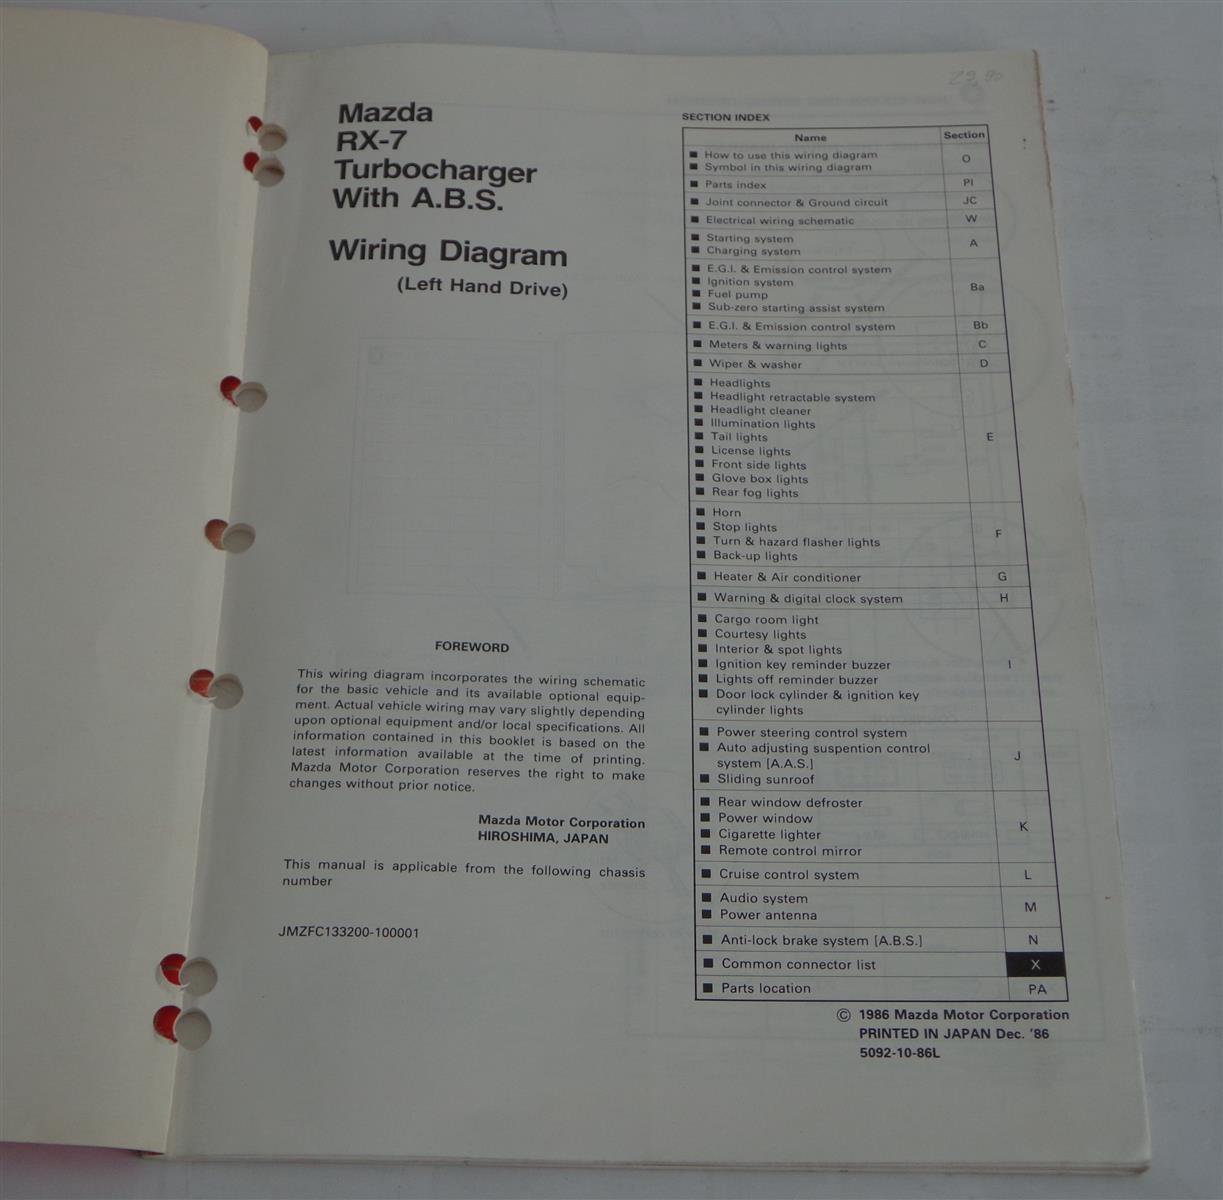 Mazda
RX-7
Turbocharger
With A.B.S.
Wiring Diagram
(Left Hand Drive)
FOREWORD
This wiring diagram incorporates the wiring schematic
for the basic vehicle and its available optional equip-
ment. Actual vehicle wiring may vary slightly depending
upon optional equipment and/or local specifications. All
information contained in this booklet is based on the
latest information available at the time of printing.
Mazda Motor Corporation reserves the right to make
changes without prior notice.
Mazda Motor Corporation
HIROSHIMA, JAPAN
This manual is applicable from the following chassis
number
JMZFC133200-100001
29,90
SECTION INDEX
Name Section
■ How to use this wiring diagram
■ Symbol in this wiring diagram
O
■ Parts index PI
■ Joint connector & Ground circuit JC
■ Electrical wiring schematic W
■ Starting system
■ Charging system
A
■ E.G.I. & Emission control system
■ Ignition system
■ Fuel pump
■ Sub-zero starting assist system
Ba
■ E.G.I. & Emission control system Bb
■ Meters & warning lights C
■ Wiper & washer D
■ Headlights
■ Headlight retractable system
■ Headlight cleaner
■ Illumination lights
■ Tail lights
■ License lights
■ Front side lights
■ Glove box lights
■ Rear fog lights
E
■ Horn
■ Stop lights
■ Turn & hazard flasher lights
■ Back-up lights
F
■ Heater & Air conditioner G
■ Warning & digital clock system H
■ Cargo room light
■ Courtesy lights
■ Interior & spot lights
■ Ignition key reminder buzzer
■ Lights off reminder buzzer
■ Door lock cylinder & ignition key
cylinder lights
I
■ Power steering control system
■ Auto adjusting suspention control
system [A.A.S.]
■ Sliding sunroof
J
■ Rear window defroster
■ Power window
■ Cigarette lighter
■ Remote control mirror
K
■ Cruise control system L
■ Audio system
■ Power antenna
M
■ Anti-lock brake system [A.B.S.] N
■ Common connector list X
■ Parts location PA
© 1986 Mazda Motor Corporation
PRINTED IN JAPAN Dec. '86
5092-10-86L